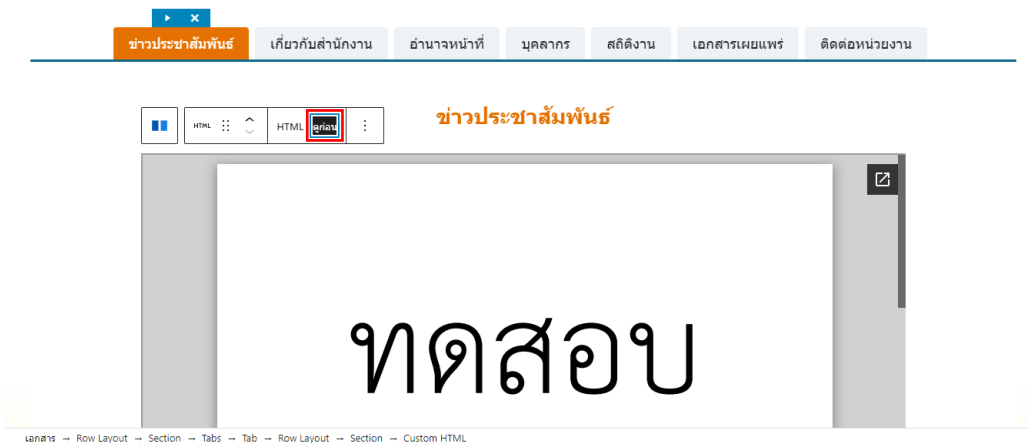 ข่าวประชาสัมพันธ์ เกี่ยวกับสำนักงาน อำนาจหน้าที่ บุคลากร สถิติงาน เอกสารเผยแพร่ ติดต่อหน่วยงาน
ข่าวประชาสัมพันธ์
HTML HTML ดูก่อน
ทดสอบ
เอกสาร → Row Layout → Section → Tabs → Tab → Row Layout → Section → Custom HTML